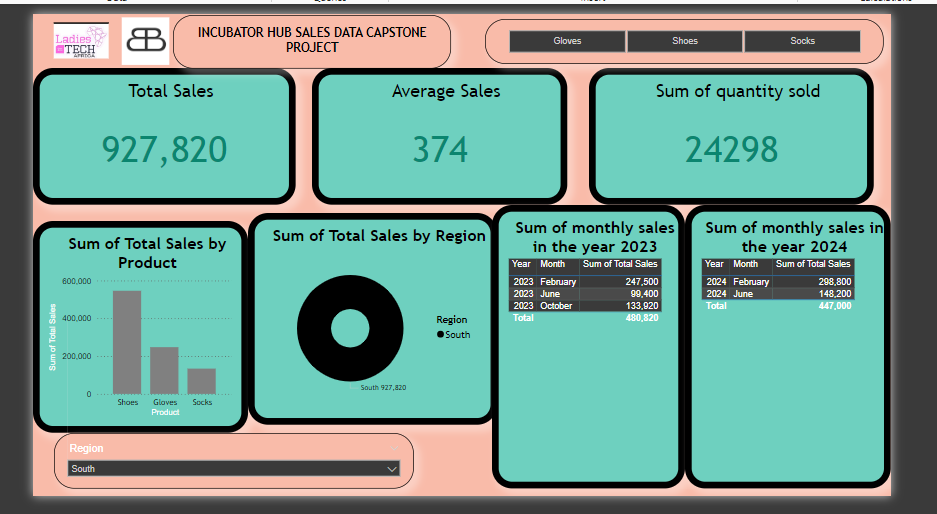 Ladies
in TECH
AFRICA
INCUBATOR HUB SALES DATA CAPSTONE
PROJECT
Gloves
Shoes
Socks
Total Sales
927,820
Average Sales
374
Sum of quantity sold
24298
Sum of Total Sales by
Product
Sum of Total Sales
600,000
400,000
200,000
0
Shoes
Gloves
Socks
Product
Sum of Total Sales by Region
South 927,820
Region
South
Sum of monthly sales
in the year 2023
Year Month Sum of Total Sales
2023 February 247,500
2023 June 99,400
2023 October 133,920
Total 480,820
Sum of monthly sales in
the year 2024
Year Month Sum of Total Sales
2024 February 298,800
2024 June 148,200
Total 447,000
Region
South